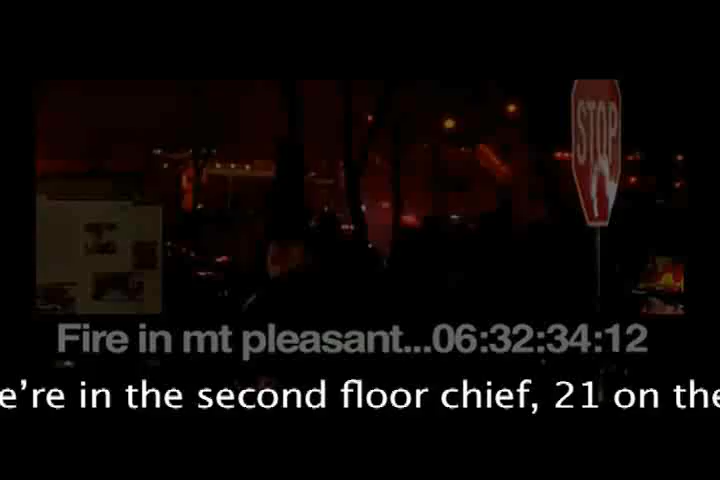 STOP
Fire in mt pleasant...06:32:34:12
e’re in the second floor chief, 21 on the